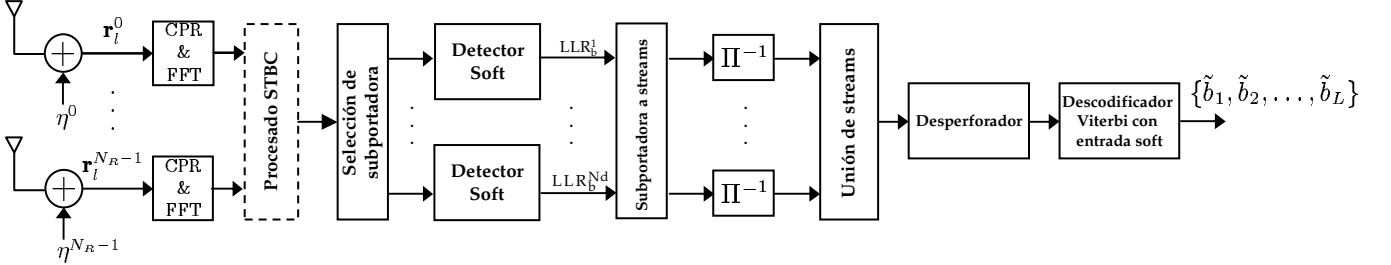 r_l^0
CPR
&
FFT
η^0
r_l^{N_R−1}
CPR
&
FFT
η^{N_R−1}
Procesado STBC
Selección de
subportadora
Detector
Soft
LLR_b^1
Detector
Soft
LLR_b^{Nd}
Subportadora a streams
Π^{−1}
Π^{−1}
Unión de streams
Desperforador
Descodificador
Viterbi con
entrada soft
{b̃_1, b̃_2, ..., b̃_L}